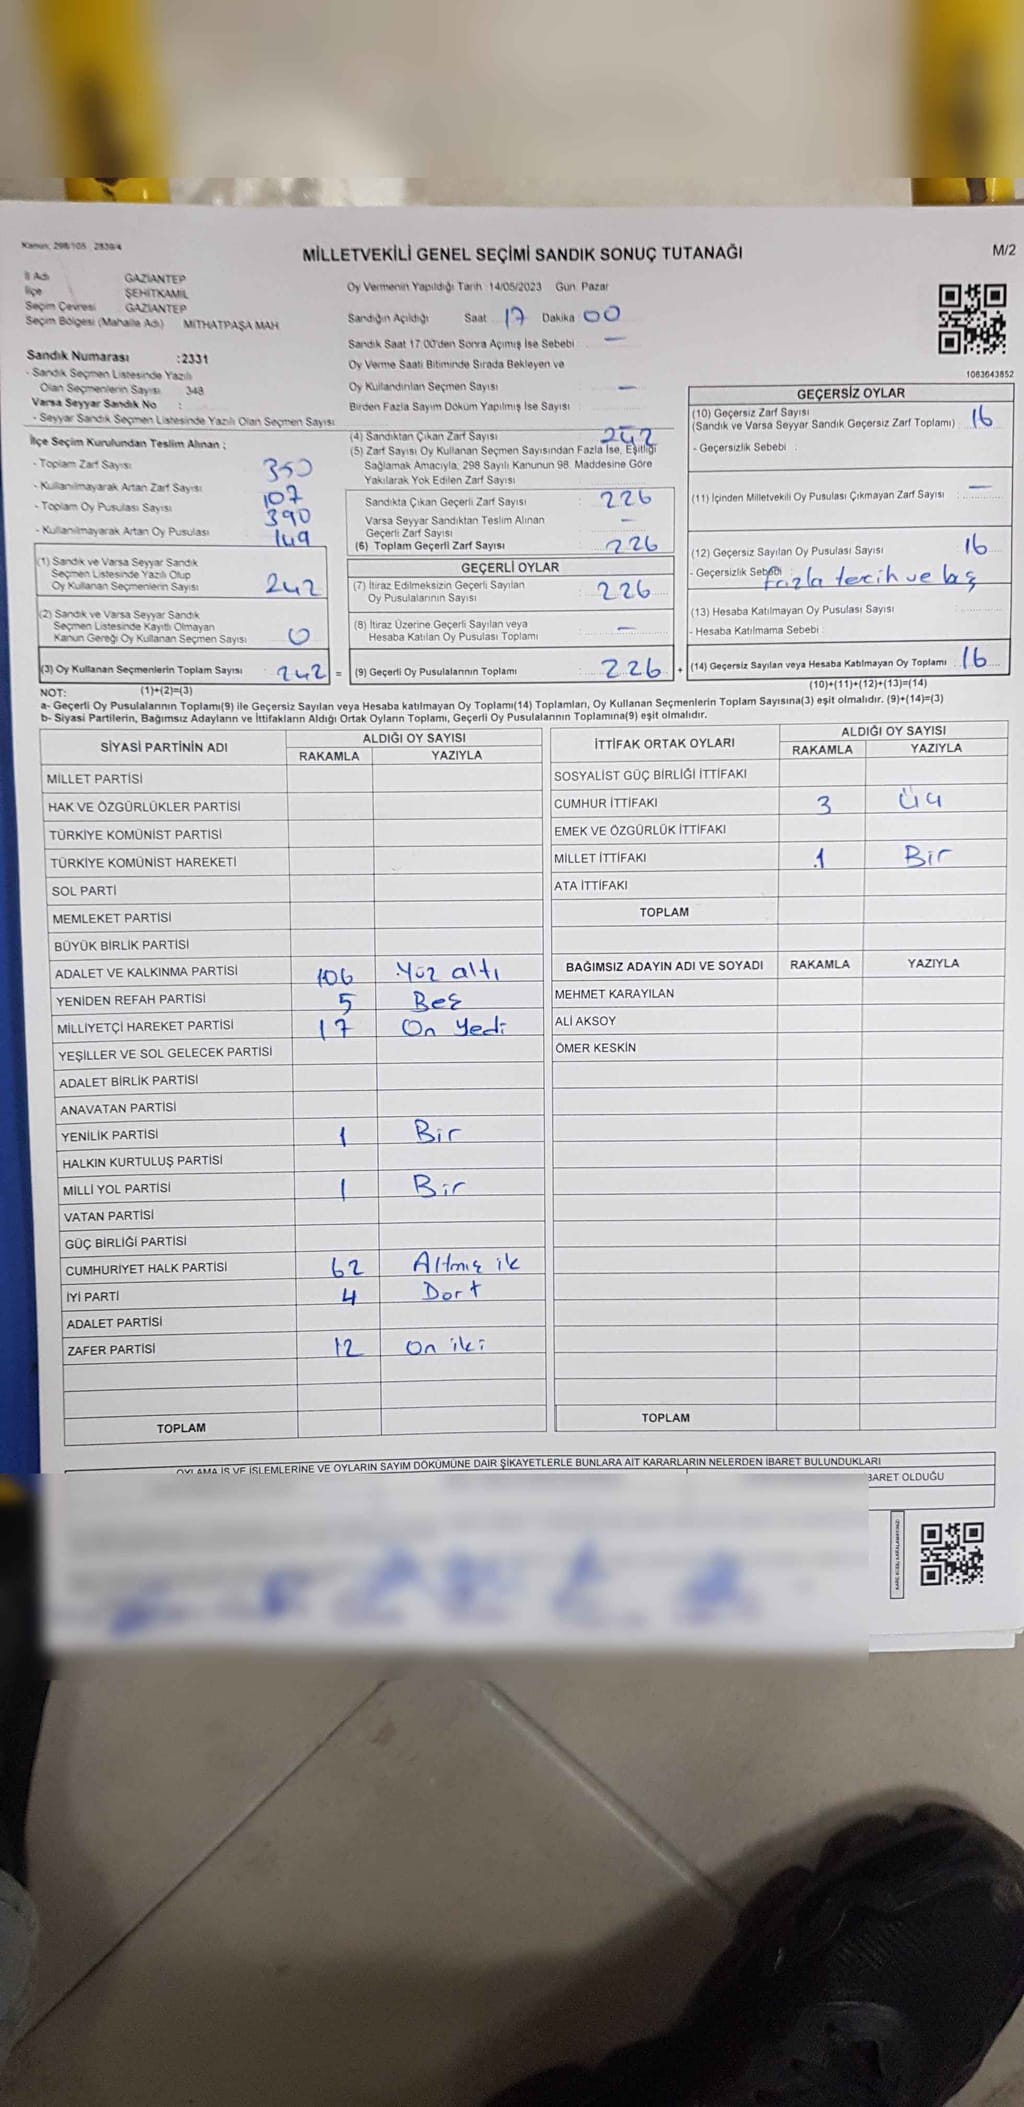 Kanun; 298/105 2839/4
MİLLETVEKİLİ GENEL SEÇİMİ SANDIK SONUÇ TUTANAĞI
M/2
İl Adı GAZİANTEP
İlçe ŞEHİTKAMİL
Seçim Çevresi GAZİANTEP
Seçim Bölgesi (Mahalle Adı) MİTHATPAŞA MAH
Sandık Numarası :2331
- Sandık Seçmen Listesinde Yazılı
Olan Seçmenlerin Sayısı 348
Varsa Seyyar Sandık No :
- Seyyar Sandık Seçmen Listesinde Yazılı Olan Seçmen Sayısı
Oy Vermenin Yapıldığı Tarih 14/05/2023 Gün Pazar
Sandığın Açıldığı Saat 17 Dakika 00
Sandık Saat 17.00'den Sonra Açımış İse Sebebi —
Oy Verme Saati Bitiminde Sırada Bekleyen ve
Oy Kullandırılan Seçmen Sayısı —
Birden Fazla Sayım Döküm Yapılmış İse Sayısı
1083643852
İlçe Seçim Kurulundan Teslim Alınan ;
- Toplam Zarf Sayısı 350
- Kullanılmayarak Artan Zarf Sayısı 107
- Toplam Oy Pusulası Sayısı 390
- Kullanılmayarak Artan Oy Pusulası 149
(1) Sandık ve Varsa Seyyar Sandık
Seçmen Listesinde Yazılı Olup
Oy Kullanan Seçmenlerin Sayısı 242
(2) Sandık ve Varsa Seyyar Sandık
Seçmen Listesinde Kayıtlı Olmayan
Kanun Gereği Oy Kullanan Seçmen Sayısı 0
(3) Oy Kullanan Seçmenlerin Toplam Sayısı 242 =
(4) Sandıktan Çıkan Zarf Sayısı 242
(5) Zarf Sayısı Oy Kullanan Seçmen Sayısından Fazla İse, Eşitliği
Sağlamak Amacıyla, 298 Sayılı Kanunun 98. Maddesine Göre
Yakılarak Yok Edilen Zarf Sayısı
Sandıkta Çıkan Geçerli Zarf Sayısı 226
Varsa Seyyar Sandıktan Teslim Alınan
Geçerli Zarf Sayısı —
(6) Toplam Geçerli Zarf Sayısı 226
GEÇERLİ OYLAR
(7) İtiraz Edilmeksizin Geçerli Sayılan
Oy Pusulalarının Sayısı 226
(8) İtiraz Üzerine Geçerli Sayılan veya
Hesaba Katılan Oy Pusulası Toplamı —
(9) Geçerli Oy Pusulalarının Toplamı 226 +
GEÇERSİZ OYLAR
(10) Geçersiz Zarf Sayısı
(Sandık ve Varsa Seyyar Sandık Geçersiz Zarf Toplamı) 16
- Geçersizlik Sebebi :
(11) İçinden Milletvekili Oy Pusulası Çıkmayan Zarf Sayısı —
(12) Geçersiz Sayılan Oy Pusulası Sayısı 16
- Geçersizlik Sebebi fazla tercih ve boş
(13) Hesaba Katılmayan Oy Pusulası Sayısı
- Hesaba Katılmama Sebebi :
(14) Geçersiz Sayılan veya Hesaba Katılmayan Oy Toplamı 16
NOT: (1)+(2)=(3)
(10)+(11)+(12)+(13)=(14)
a- Geçerli Oy Pusulalarının Toplamı(9) ile Geçersiz Sayılan veya Hesaba katılmayan Oy Toplamı(14) Toplamları, Oy Kullanan Seçmenlerin Toplam Sayısına(3) eşit olmalıdır. (9)+(14)=(3)
b- Siyasi Partilerin, Bağımsız Adayların ve İttifakların Aldığı Ortak Oyların Toplamı, Geçerli Oy Pusulalarının Toplamına(9) eşit olmalıdır.
SİYASİ PARTİNİN ADI ALDIĞI OY SAYISI
RAKAMLA YAZIYLA
MİLLET PARTİSİ
HAK VE ÖZGÜRLÜKLER PARTİSİ
TÜRKİYE KOMÜNİST PARTİSİ
TÜRKİYE KOMÜNİST HAREKETİ
SOL PARTİ
MEMLEKET PARTİSİ
BÜYÜK BİRLİK PARTİSİ
ADALET VE KALKINMA PARTİSİ 106 Yüz altı
YENİDEN REFAH PARTİSİ 5 Beş
MİLLİYETÇİ HAREKET PARTİSİ 17 On yedi
YEŞİLLER VE SOL GELECEK PARTİSİ
ADALET BİRLİK PARTİSİ
ANAVATAN PARTİSİ
YENİLİK PARTİSİ 1 Bir
HALKIN KURTULUŞ PARTİSİ
MİLLİ YOL PARTİSİ 1 Bir
VATAN PARTİSİ
GÜÇ BİRLİĞİ PARTİSİ
CUMHURİYET HALK PARTİSİ 62 Altmış ik
İYİ PARTİ 4 Dort
ADALET PARTİSİ
ZAFER PARTİSİ 12 On iki
TOPLAM
İTTİFAK ORTAK OYLARI ALDIĞI OY SAYISI
RAKAMLA YAZIYLA
SOSYALİST GÜÇ BİRLİĞİ İTTİFAKI
CUMHUR İTTİFAKI 3 Üç
EMEK VE ÖZGÜRLÜK İTTİFAKI
MİLLET İTTİFAKI 1 Bir
ATA İTTİFAKI
TOPLAM
BAĞIMSIZ ADAYIN ADI VE SOYADI RAKAMLA YAZIYLA
MEHMET KARAYILAN
ALİ AKSOY
ÖMER KESKİN
TOPLAM
OYLAMA İŞ VE İŞLEMLERİNE VE OYLARIN SAYIM DÖKÜMÜNE DAİR ŞİKAYETLERLE BUNLARA AİT KARARLARIN NELERDEN İBARET BULUNDUKLARI
BARET OLDUĞU